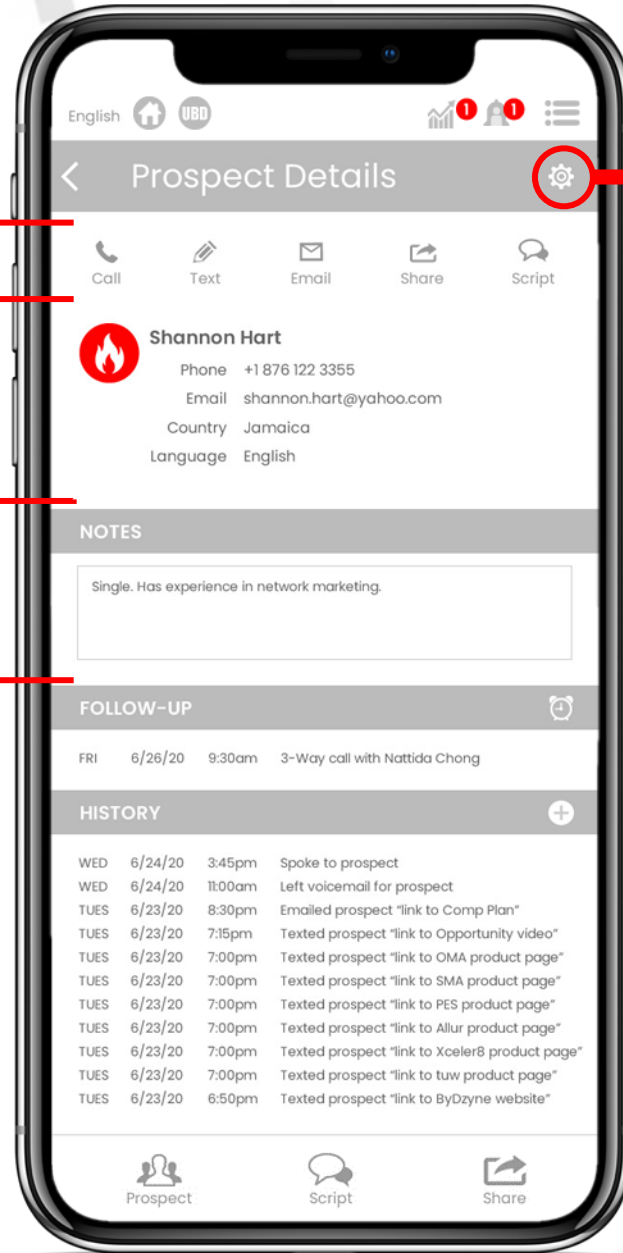 English UBD 1 1
Prospect Details
Call Text Email Share Script
Shannon Hart
Phone +1 876 122 3355
Email shannon.hart@yahoo.com
Country Jamaica
Language English
NOTES
Single. Has experience in network marketing.
FOLLOW-UP
FRI 6/26/20 9:30am 3-Way call with Nattida Chong
HISTORY
WED 6/24/20 3:45pm Spoke to prospect
WED 6/24/20 11:00am Left voicemail for prospect
TUES 6/23/20 8:30pm Emailed prospect “link to Comp Plan”
TUES 6/23/20 7:15pm Texted prospect “link to Opportunity video”
TUES 6/23/20 7:00pm Texted prospect “link to OMA product page”
TUES 6/23/20 7:00pm Texted prospect “link to SMA product page”
TUES 6/23/20 7:00pm Texted prospect “link to PES product page”
TUES 6/23/20 7:00pm Texted prospect “link to Allur product page”
TUES 6/23/20 7:00pm Texted prospect “link to Xceler8 product page”
TUES 6/23/20 7:00pm Texted prospect “link to tuw product page”
TUES 6/23/20 6:50pm Texted prospect “link to ByDzyne website”
Prospect Script Share